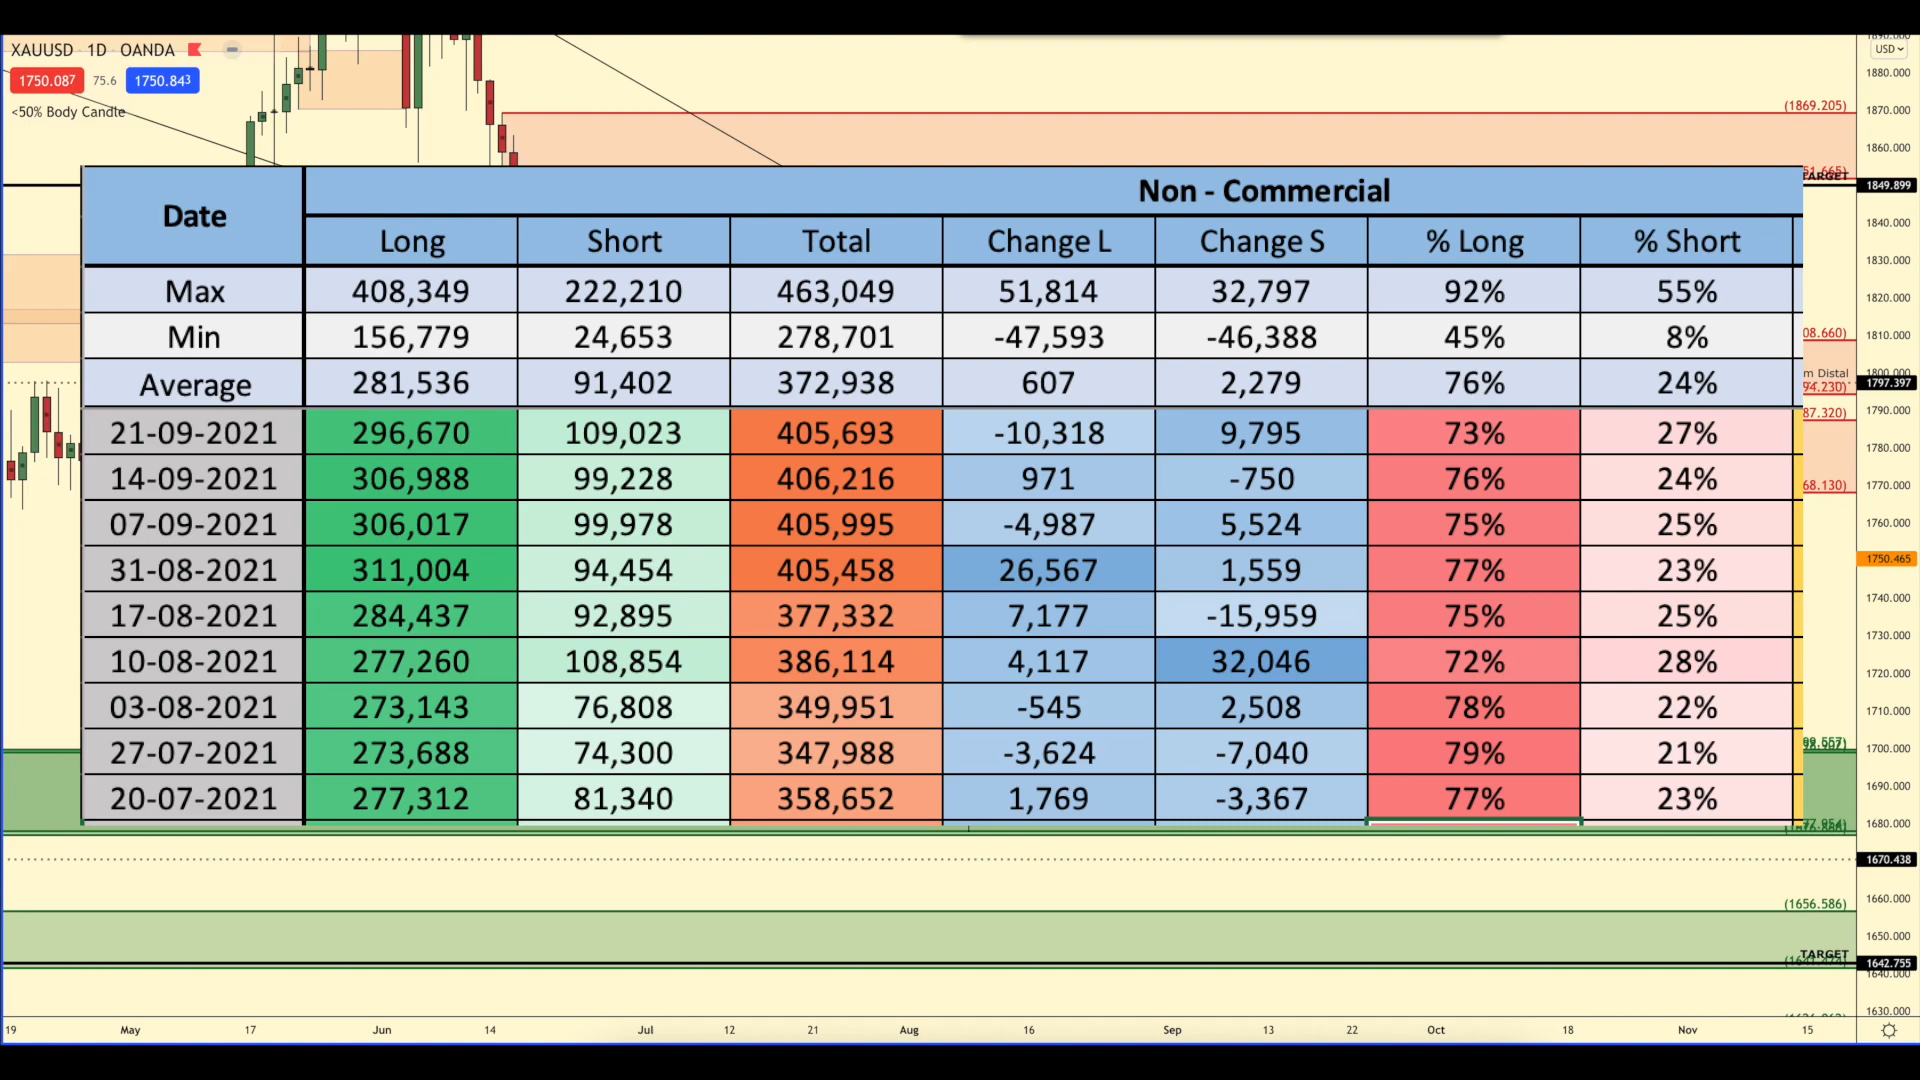 XAUUSD · 1D · OANDA
1750.087 75.6 1750.843
<50% Body Candle
USD
1880.000
1870.000
(1869.205)
1860.000
TARGET 1849.899
1840.000
1830.000
1820.000
1810.000
1800.000
m Distal 1797.397
94.230)
1790.000
87.320)
1780.000
1770.000
68.130)
1760.000
1750.465
1740.000
1730.000
1720.000
1710.000
1700.000
1690.000
1680.000
1670.438
1660.000
(1656.586)
1650.000
TARGET 1642.755
1640.000
1630.000
Date Non - Commercial
Long Short Total Change L Change S % Long % Short
Max 408,349 222,210 463,049 51,814 32,797 92% 55%
Min 156,779 24,653 278,701 -47,593 -46,388 45% 8%
Average 281,536 91,402 372,938 607 2,279 76% 24%
21-09-2021 296,670 109,023 405,693 -10,318 9,795 73% 27%
14-09-2021 306,988 99,228 406,216 971 -750 76% 24%
07-09-2021 306,017 99,978 405,995 -4,987 5,524 75% 25%
31-08-2021 311,004 94,454 405,458 26,567 1,559 77% 23%
17-08-2021 284,437 92,895 377,332 7,177 -15,959 75% 25%
10-08-2021 277,260 108,854 386,114 4,117 32,046 72% 28%
03-08-2021 273,143 76,808 349,951 -545 2,508 78% 22%
27-07-2021 273,688 74,300 347,988 -3,624 -7,040 79% 21%
20-07-2021 277,312 81,340 358,652 1,769 -3,367 77% 23%
08.660)
19 May 17 Jun 14 Jul 12 21 Aug 16 Sep 13 22 Oct 18 Nov 15